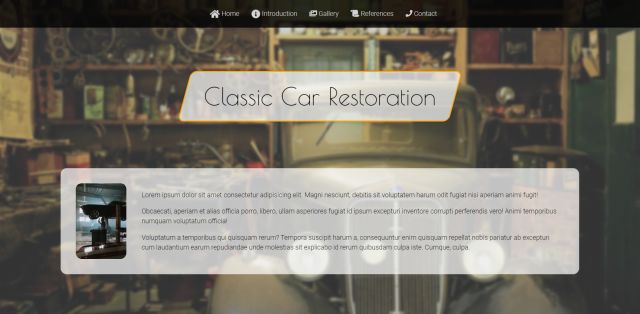 Home Introduction Gallery References Contact
Classic Car Restoration
Lorem ipsum dolor sit amet consectetur adipisicing elit. Magni nesciunt, debitis sit voluptatem harum odit fugiat nisi aperiam animi fugit!
Obcaecati, aperiam et alias officia porro, libero, ullam asperiores fugiat id ipsum excepturi inventore corrupti perferendis vero! Animi temporibus
numquam voluptatum officia!
Voluptatum a temporibus qui quisquam rerum? Tempora suscipit harum a, consequuntur enim quisquam repellat nobis pariatur ab excepturi
cum laudantium earum repudiandae unde molestias sit explicabo id rerum quibusdam culpa iste. Cumque, culpa.